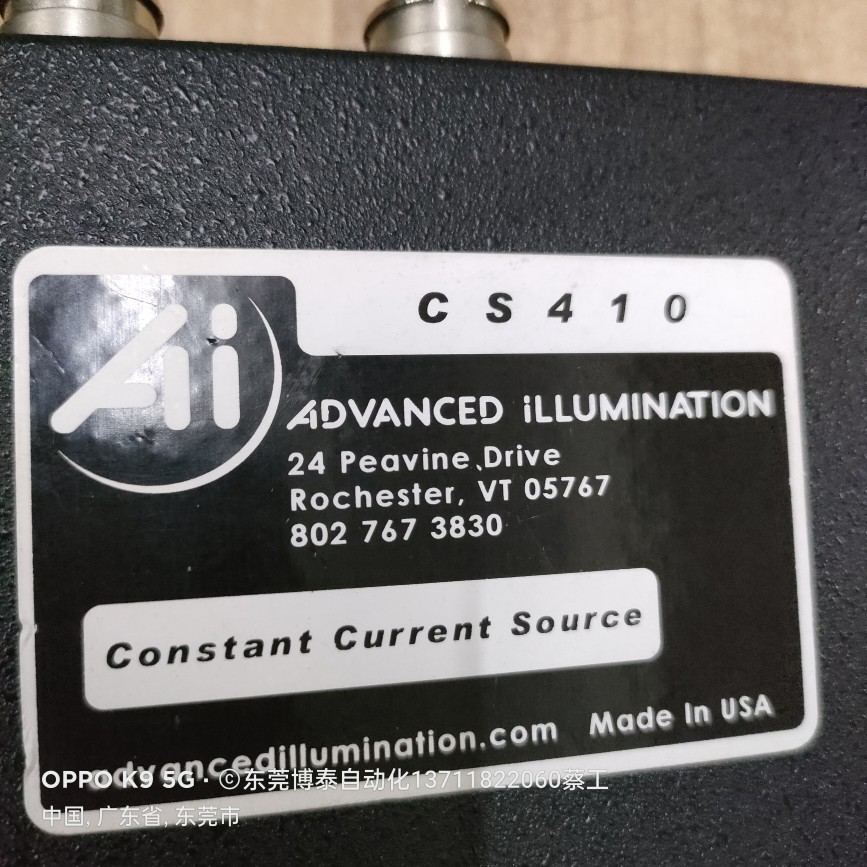 CS410
Aii
ADVANCED iLLUMINATION
24 Peavine Drive
Rochester, VT 05767
802 767 3830
Constant Current Source
advancedillumination.com Made In USA
OPPO K9 5G · ©东莞博泰自动化13711822060蔡工
中国, 广东省, 东莞市